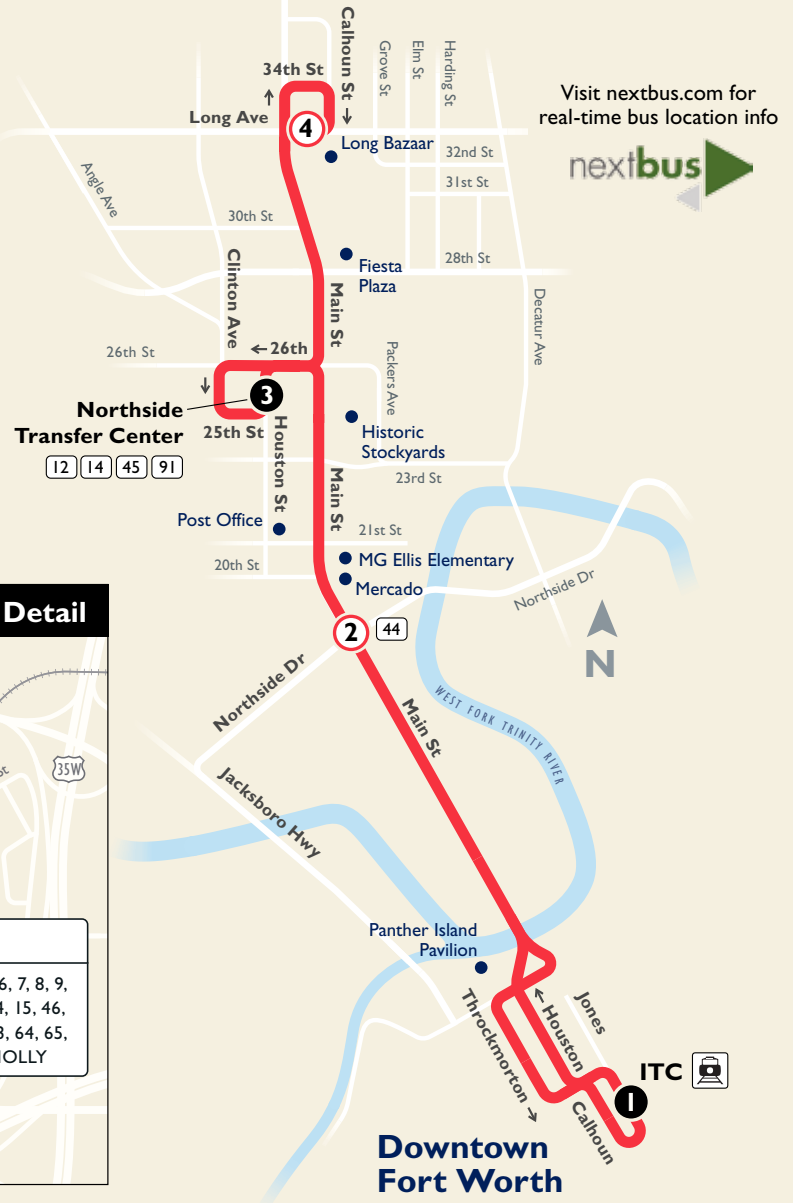 Calhoun St
Grove St
Elm St
Harding St
34th St
Long Ave
4
Long Bazaar
Visit nextbus.com for
real-time bus location info
nextbus
32nd St
31st St
Angle Ave
30th St
28th St
Fiesta
Plaza
Clinton Ave
Main St
Decatur Ave
26th St
←26th
Packers Ave
3
Northside
Transfer Center
12 14 45 91
25th St
Houston St
Historic
Stockyards
23rd St
Main St
Post Office
21st St
MG Ellis Elementary
20th St
Mercado
Northside Dr
2
44
N
Detail
Northside Dr
Main St
WEST FORK TRINITY RIVER
35W
Jacksboro Hwy
Panther Island
Pavilion
6, 7, 8, 9,
4, 15, 46,
3, 64, 65,
OLLY
Throckmorton →
← Houston
Jones
ITC
1
Calhoun
Downtown
Fort Worth